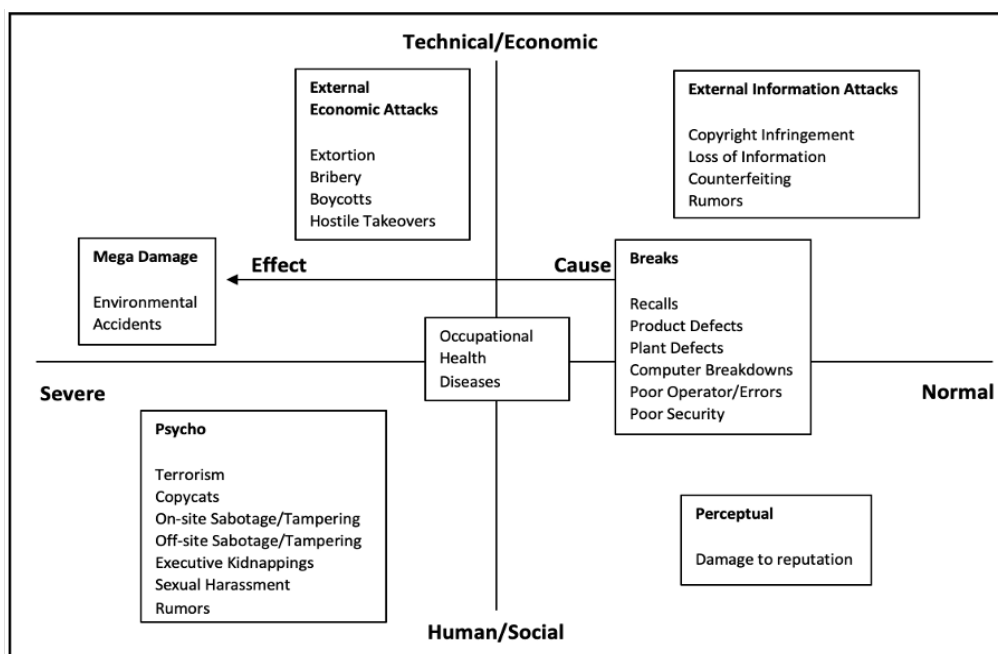 Technical/Economic
External
Economic Attacks
Extortion
Bribery
Boycotts
Hostile Takeovers
External Information Attacks
Copyright Infringement
Loss of Information
Counterfeiting
Rumors
Mega Damage
Environmental
Accidents
Effect
Cause
Breaks
Recalls
Product Defects
Plant Defects
Computer Breakdowns
Poor Operator/Errors
Poor Security
Occupational
Health
Diseases
Severe
Normal
Psycho
Terrorism
Copycats
On-site Sabotage/Tampering
Off-site Sabotage/Tampering
Executive Kidnappings
Sexual Harassment
Rumors
Perceptual
Damage to reputation
Human/Social